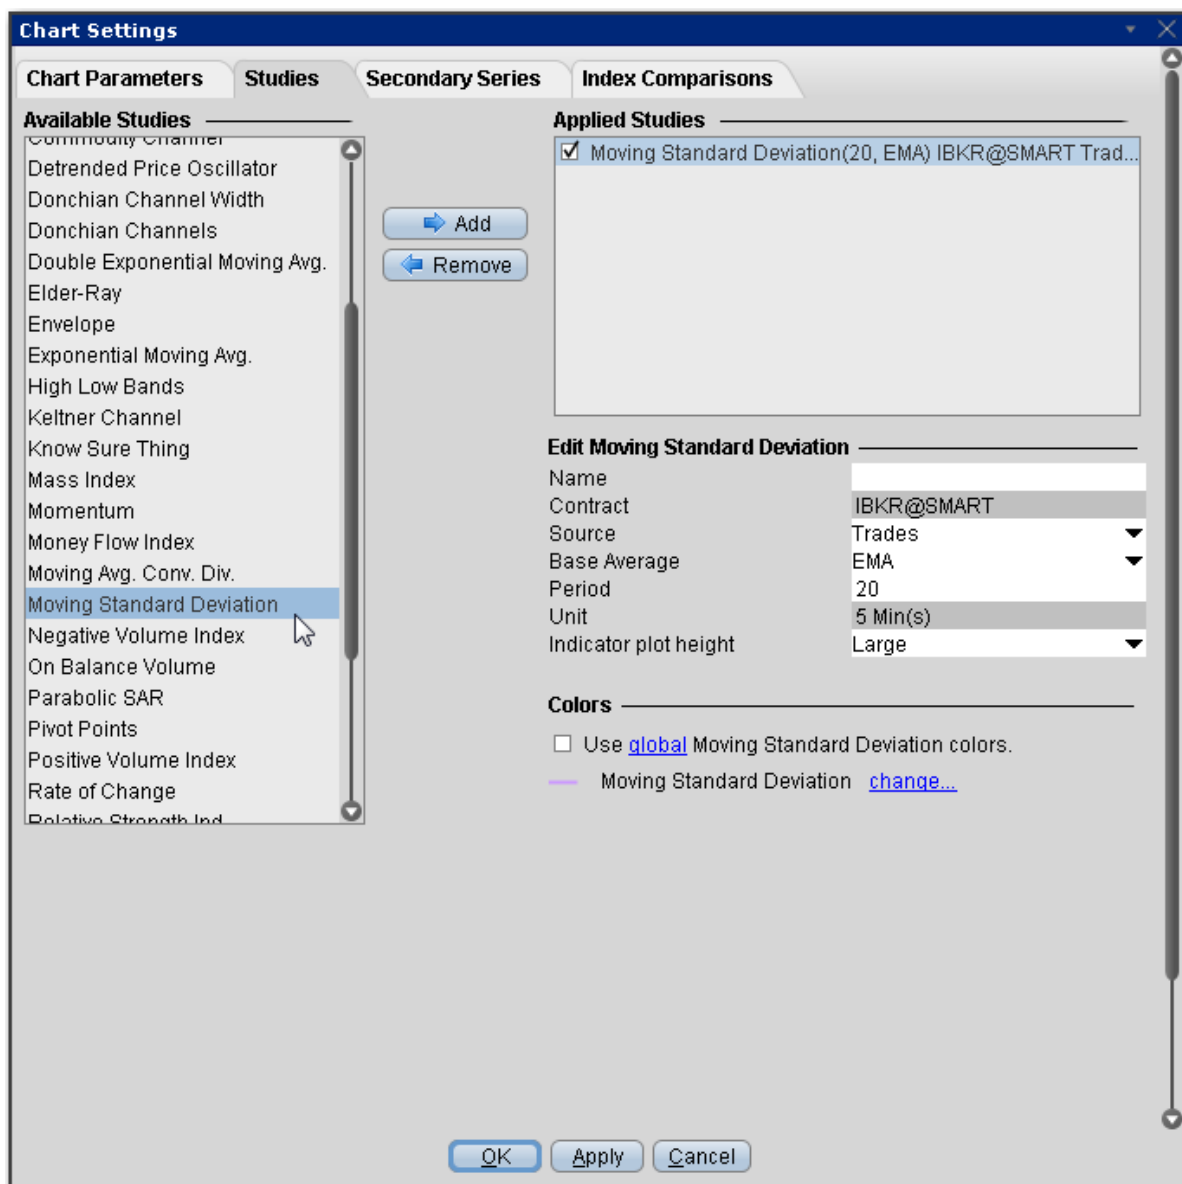 Chart Settings
Chart Parameters
Studies
Secondary Series
Index Comparisons
Available Studies
Commodity Channel
Detrended Price Oscillator
Donchian Channel Width
Donchian Channels
Double Exponential Moving Avg.
Elder-Ray
Envelope
Exponential Moving Avg.
High Low Bands
Keltner Channel
Know Sure Thing
Mass Index
Momentum
Money Flow Index
Moving Avg. Conv. Div.
Moving Standard Deviation
Negative Volume Index
On Balance Volume
Parabolic SAR
Pivot Points
Positive Volume Index
Rate of Change
Relative Strength Ind
Add
Remove
Applied Studies
Moving Standard Deviation(20, EMA) IBKR@SMART Trad...
Edit Moving Standard Deviation
Name
Contract IBKR@SMART
Source Trades
Base Average EMA
Period 20
Unit 5 Min(s)
Indicator plot height Large
Colors
Use global Moving Standard Deviation colors.
Moving Standard Deviation change...
OK
Apply
Cancel